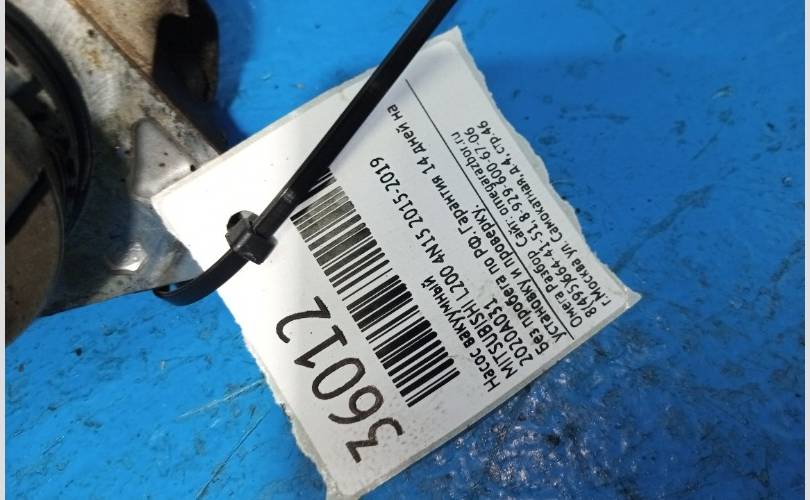 36012
Насос вакуумный
MITSUBISHI L200 4N15 2015-2019
2020A031
без пробега по РФ. Гарантия 14 дней на
установку и проверку.
Омега Разбор Сайт: omegarazbor.ru
8(495)664-41-51, 8-929-600-67-06
г.Москва ул. Самокатная,д.4, стр.46